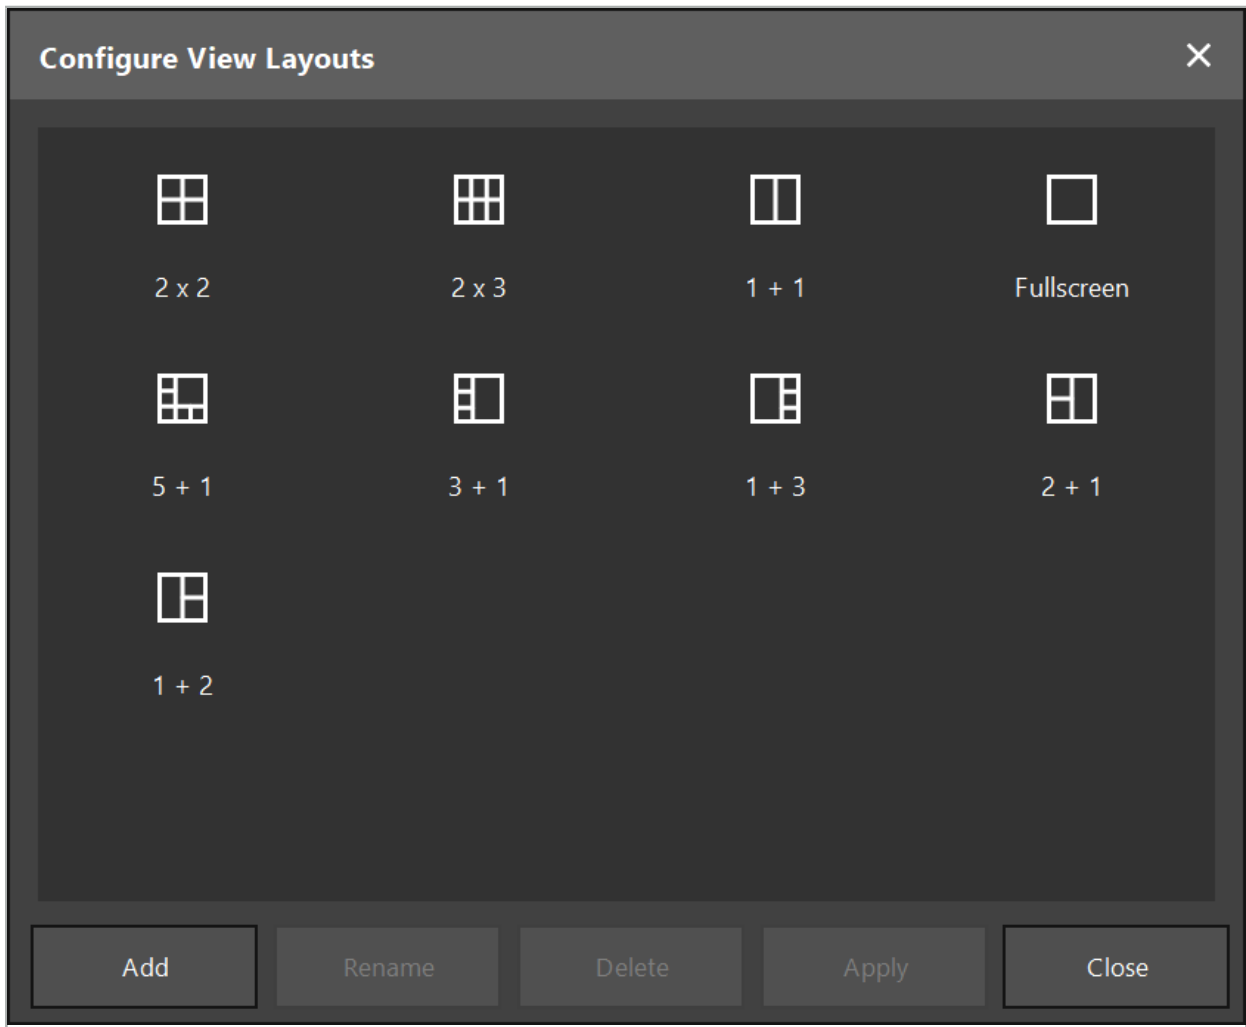 Configure View Layouts
2 x 2
2 x 3
1 + 1
Fullscreen
5 + 1
3 + 1
1 + 3
2 + 1
1 + 2
Add
Rename
Delete
Apply
Close